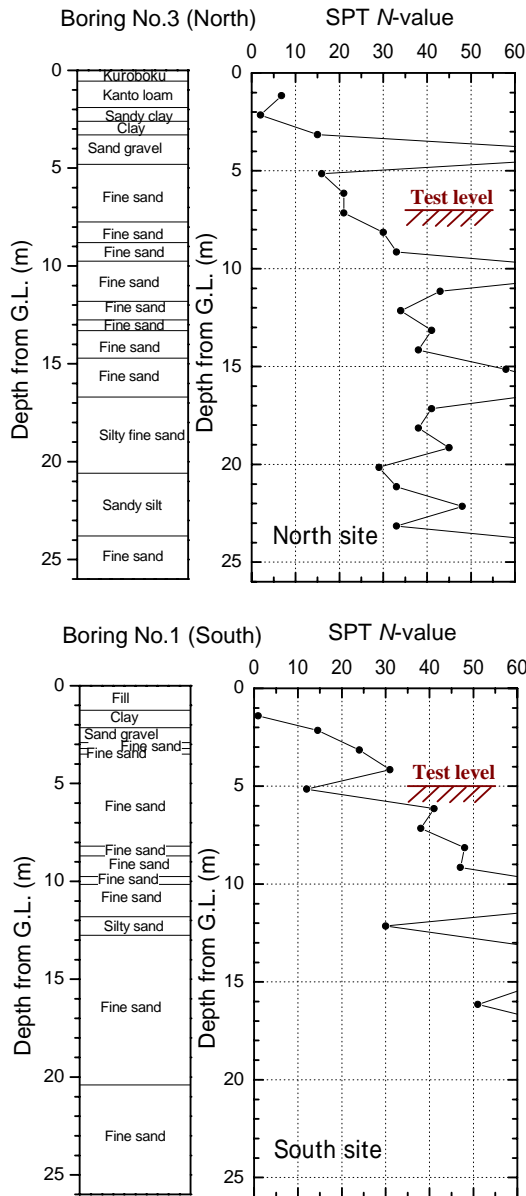 Boring No.3 (North)
SPT N-value
0 10 20 30 40 50 60
0
5
10
15
20
25
Depth from G.L. (m)
Kuroboku
Kanto loam
Sandy clay
Clay
Sand gravel
Fine sand
Fine sand
Fine sand
Fine sand
Fine sand
Fine sand
Fine sand
Fine sand
Silty fine sand
Sandy silt
Fine sand
0
5
10
15
20
25
Depth from G.L. (m)
Test level
North site
Boring No.1 (South)
SPT N-value
0 10 20 30 40 50 60
0
5
10
15
20
25
Depth from G.L. (m)
Fill
Clay
Sand gravel
Fine sand
Fine sand
Fine sand
Fine sand
Fine sand
Fine sand
Fine sand
Silty sand
Fine sand
Fine sand
0
5
10
15
20
25
Depth from G.L. (m)
Test level
South site